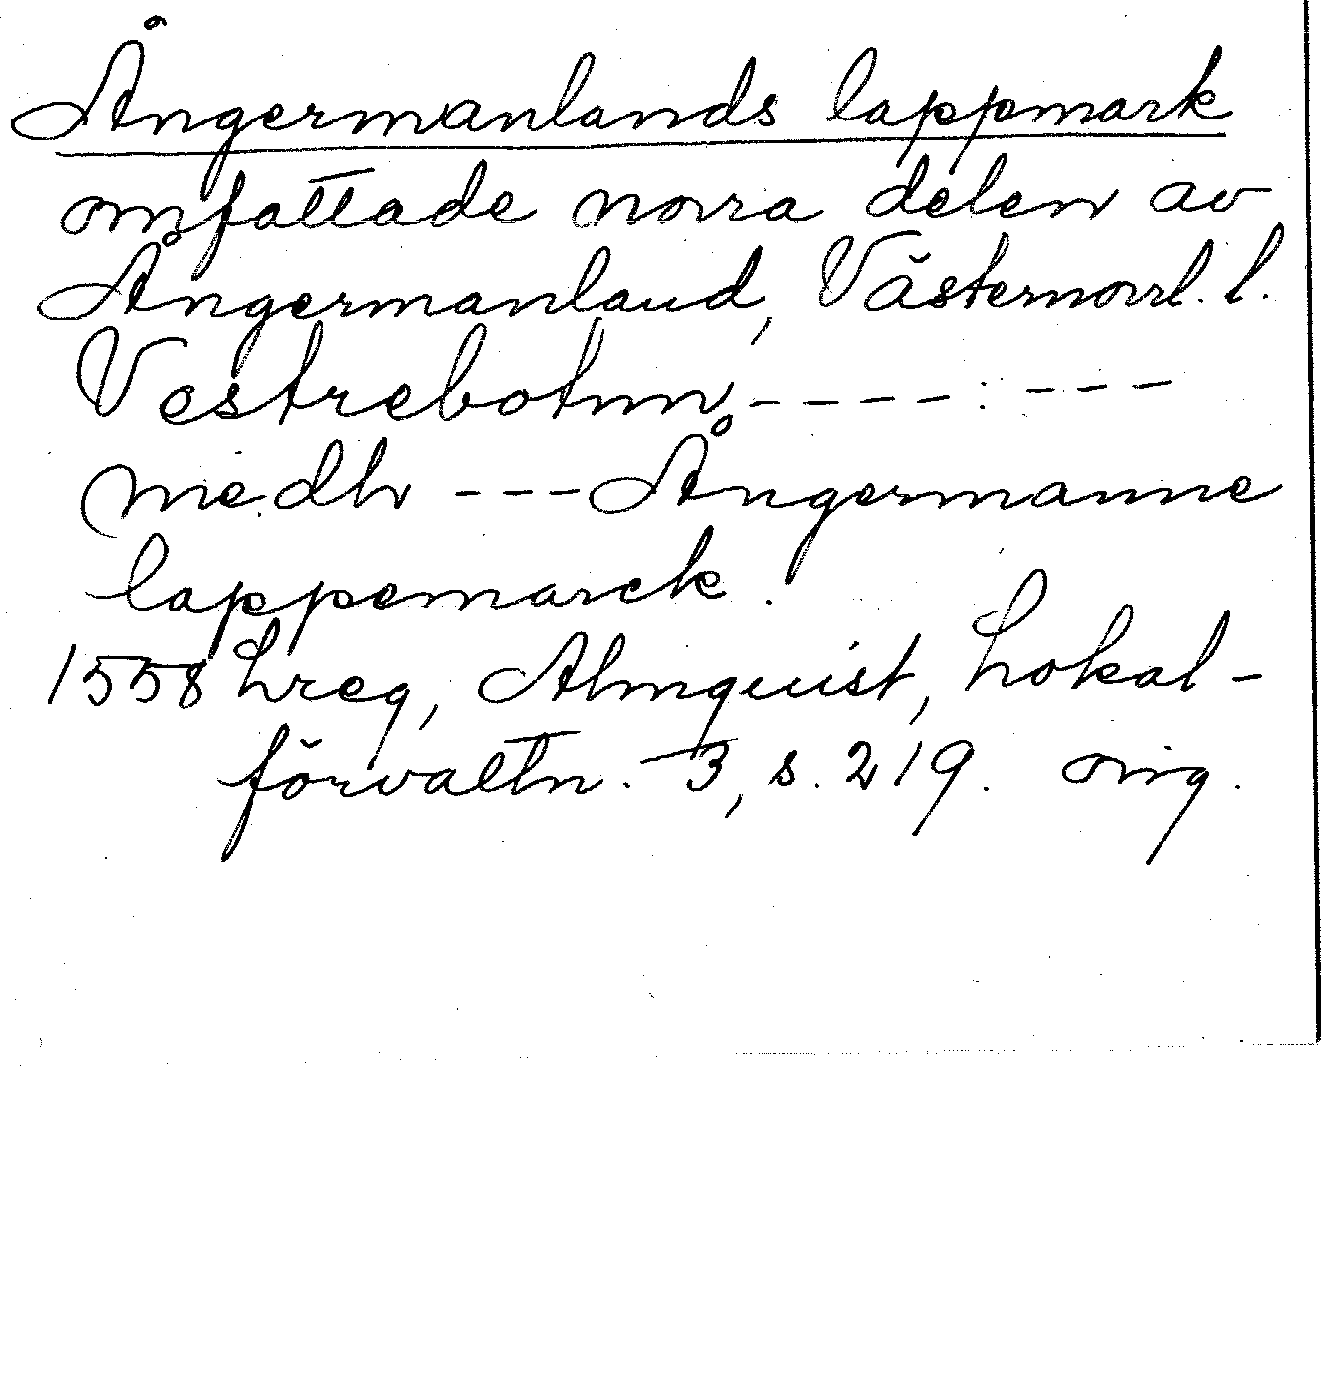 Ångermanlands lappmark
omfattade norra delen av
Ångermanland, Västernorrl. l.
Vestrebotnn - - - - : - - -
medh - - - Ångermanne
lappemarck.
1558 Lreg, Almquist, Lokal-
förvaltn. 3, s. 219. orig.